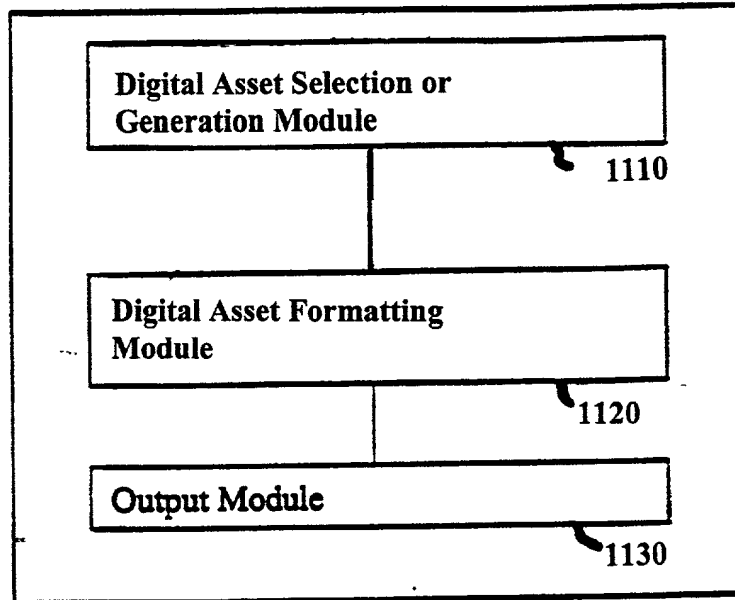 Digital Asset Selection or
Generation Module
1110
Digital Asset Formatting
Module
1120
Output Module
1130